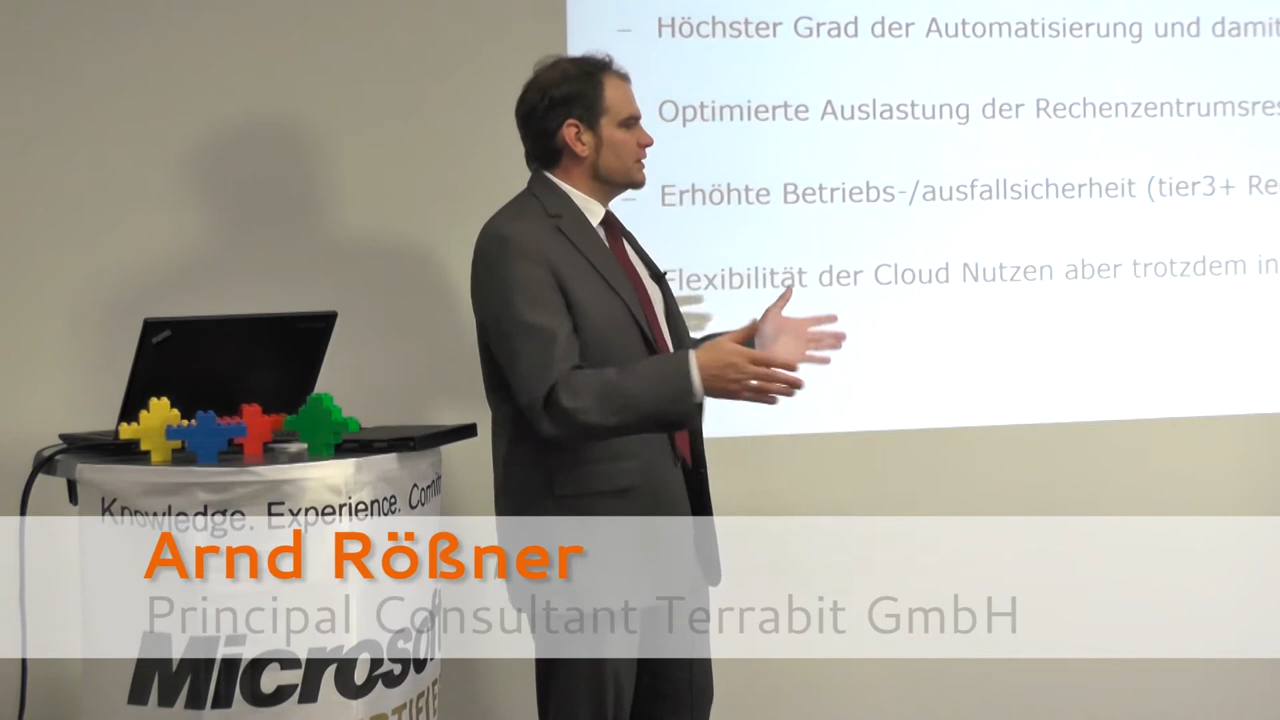 – Höchster Grad der Automatisierung und damit
Optimierte Auslastung der Rechenzentrumsres
– Erhöhte Betriebs-/ausfallsicherheit (tier3+ Re
Flexibilität der Cloud Nutzen aber trotzdem in
Knowledge. Experience. Comm
Arnd Rößner
Principal Consultant Terrabit GmbH
Microsof